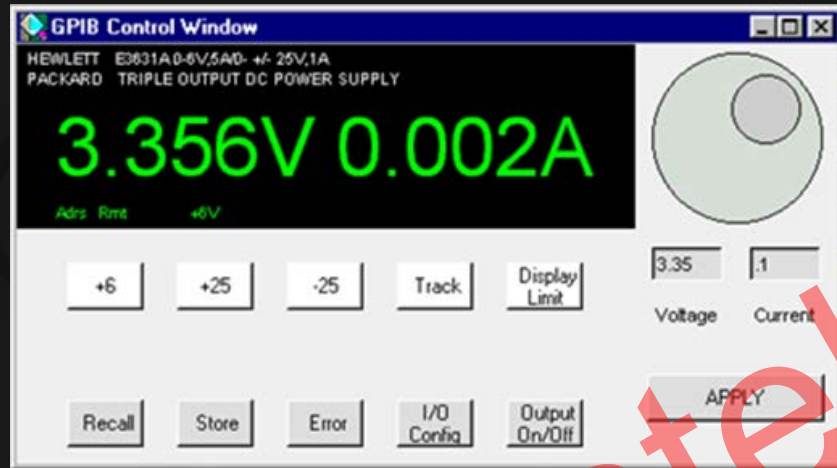 GPIB Control Window
HEWLETT E3631A 0-6V,5A/0- +/- 25V,1A
PACKARD TRIPLE OUTPUT DC POWER SUPPLY
3.356V 0.002A
Adrs Rmt +6V
+6 +25 -25 Track Display Limit
3.35 .1
Voltage Current
APPLY
Recall Store Error I/O Config Output On/Off